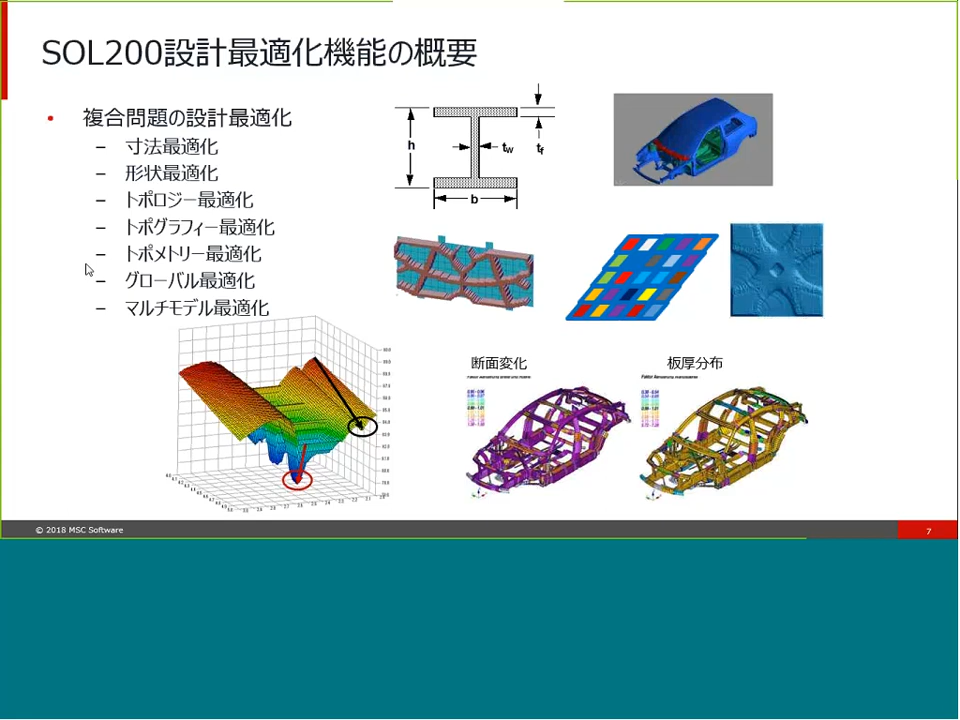 SOL200設計最適化機能の概要
• 複合問題の設計最適化
– 寸法最適化
– 形状最適化
– トポロジー最適化
– トポグラフィー最適化
– トポメトリー最適化
– グローバル最適化
– マルチモデル最適化
h
tw
tf
b
断面変化
板厚分布
© 2018 MSC Software
7